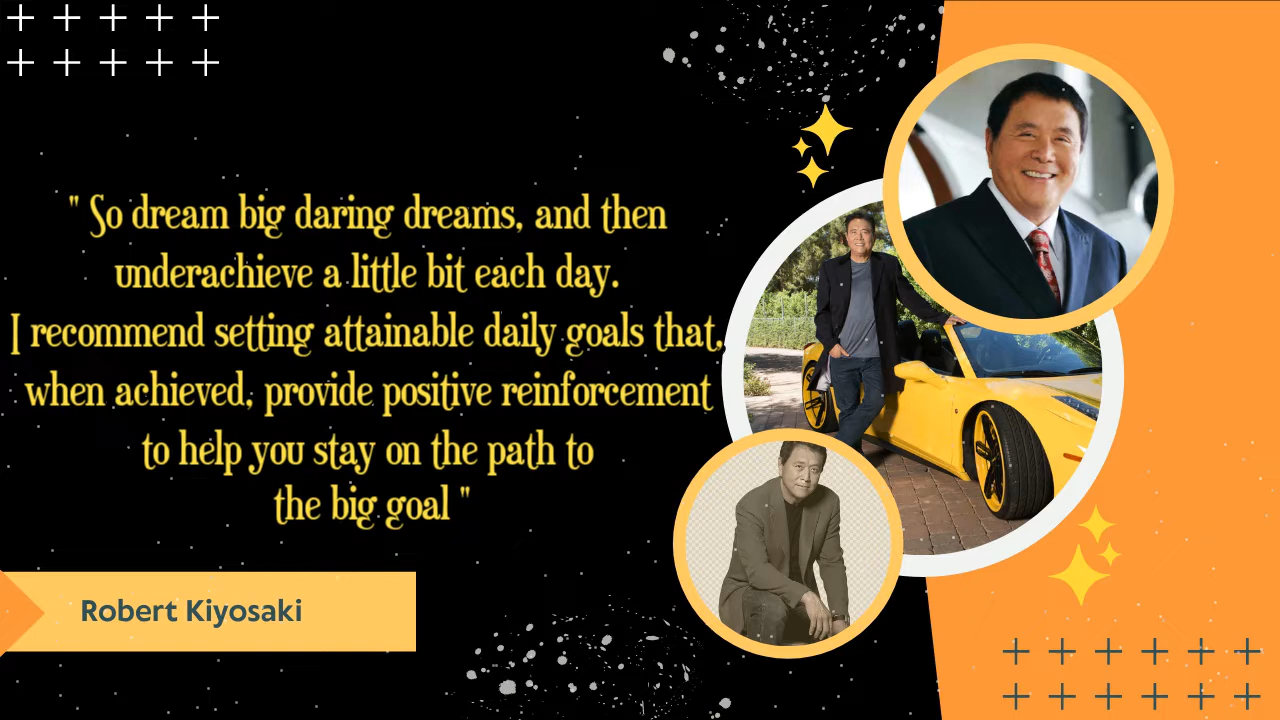 " So dream big daring dreams, and then
underachieve a little bit each day.
I recommend setting attainable daily goals that,
when achieved, provide positive reinforcement
to help you stay on the path to
the big goal "
Robert Kiyosaki